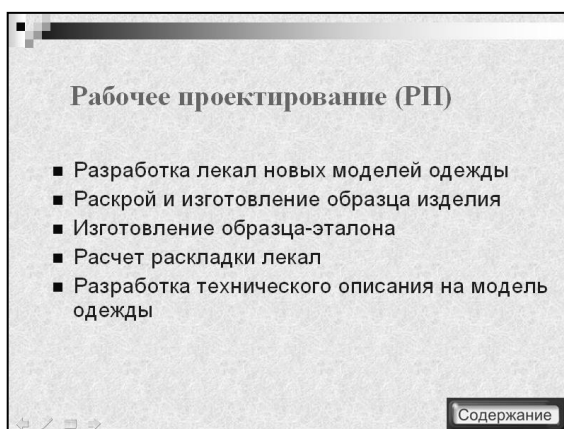 Рабочее проектирование (РП)
Разработка лекал новых моделей одежды
Раскрой и изготовление образца изделия
Изготовление образца-эталона
Расчет раскладки лекал
Разработка технического описания на модель
одежды
Содержание